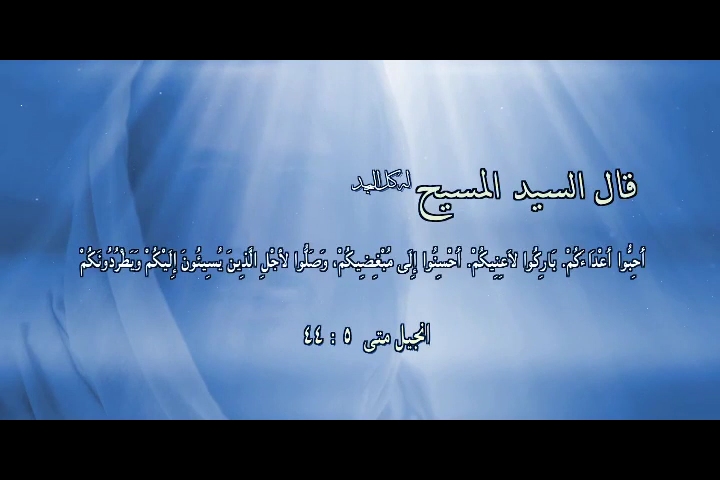 قال السيد المسيح له كل المجد
أَحِبُّوا أَعْدَاءَكُمْ. بَارِكُوا لاَعِنِيكُمْ. أَحْسِنُوا إِلَى مُبْغِضِيكُمْ، وَصَلُّوا لأَجْلِ الَّذِينَ يُسِيئُونَ إِلَيْكُمْ وَيَطْرُدُونَكُمْ
انجيل متى ٥ : ٤٤